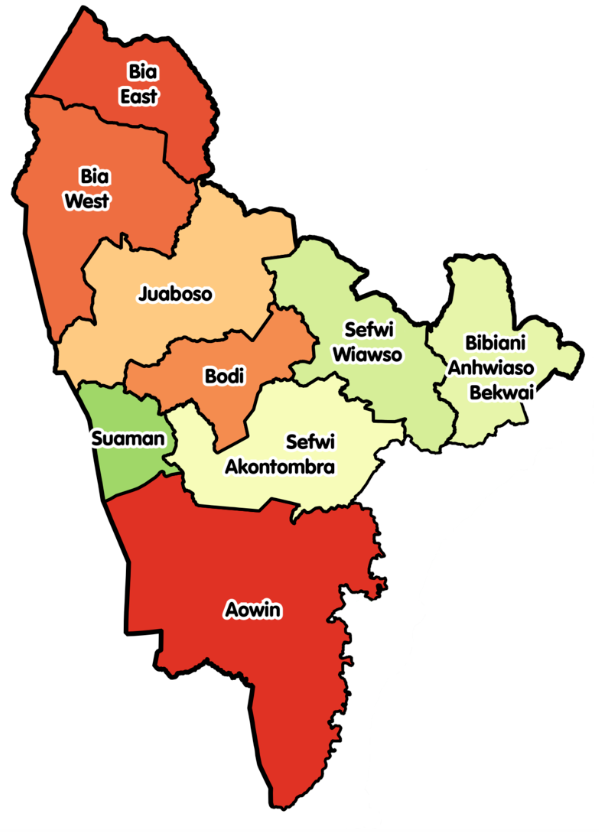 Bia
East
Bia
West
Juaboso
Sefwi
Wiawso
Bibiani
Anhwiaso
Bekwai
Bodi
Suaman
Sefwi
Akontombra
Aowin